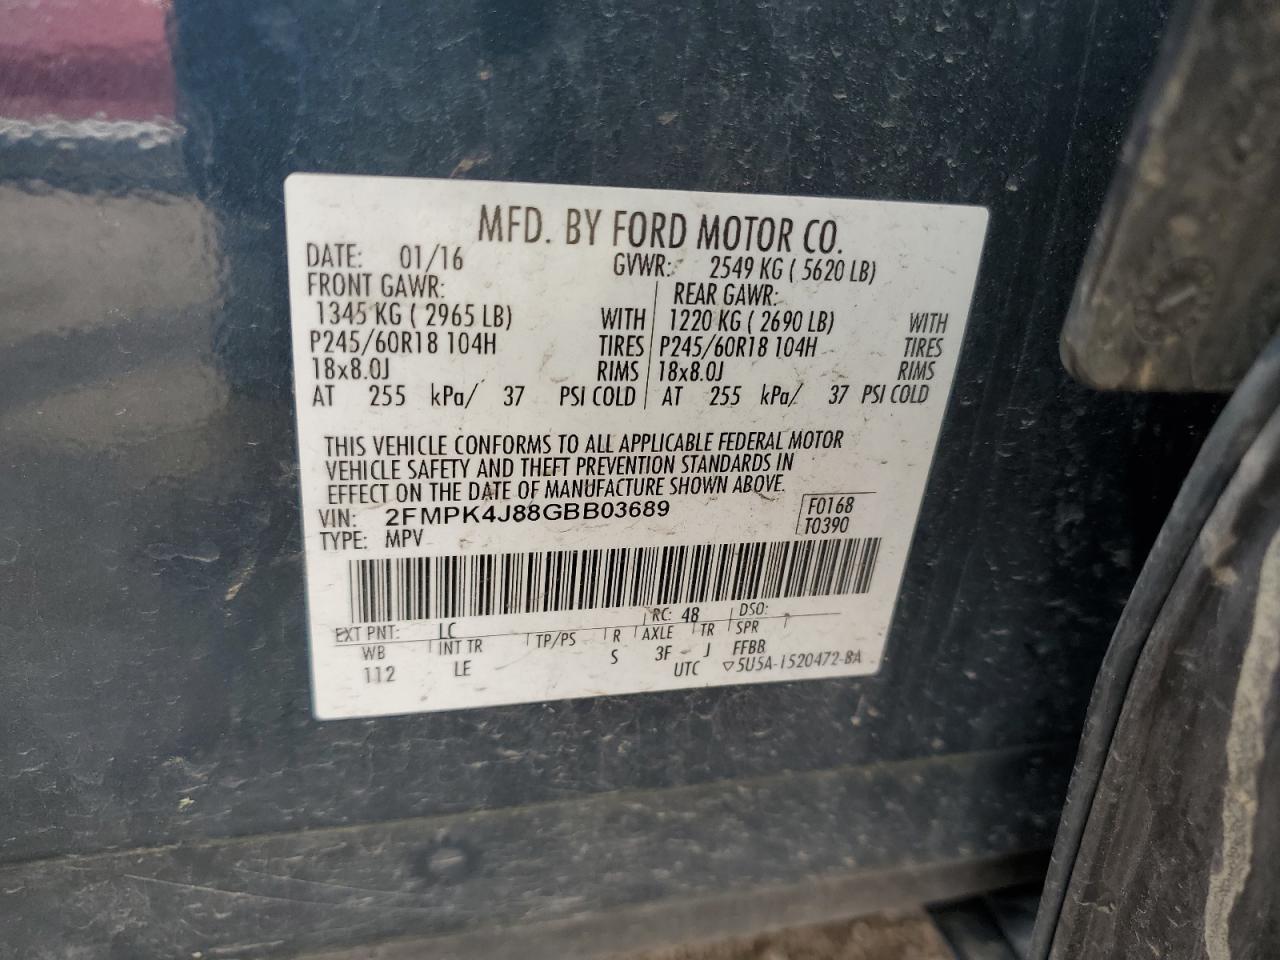 MFD. BY FORD MOTOR CO.
DATE: 01/16 GVWR: 2549 KG ( 5620 LB)
FRONT GAWR: REAR GAWR:
1345 KG ( 2965 LB) WITH 1220 KG ( 2690 LB) WITH
P245/60R18 104H TIRES P245/60R18 104H TIRES
18x8.0J RIMS 18x8.0J RIMS
AT 255 kPa/ 37 PSI COLD AT 255 kPa/ 37 PSI COLD
THIS VEHICLE CONFORMS TO ALL APPLICABLE FEDERAL MOTOR
VEHICLE SAFETY AND THEFT PREVENTION STANDARDS IN
EFFECT ON THE DATE OF MANUFACTURE SHOWN ABOVE.
VIN: 2FMPK4J88GBB03689 F0168
TYPE: MPV T0390
EXT PNT: LC RC: 48 DSO:
WB INT TR TP/PS R AXLE TR SPR
112 LE S 3F J FFBB
UTC ▽5U5A-1520472-BA